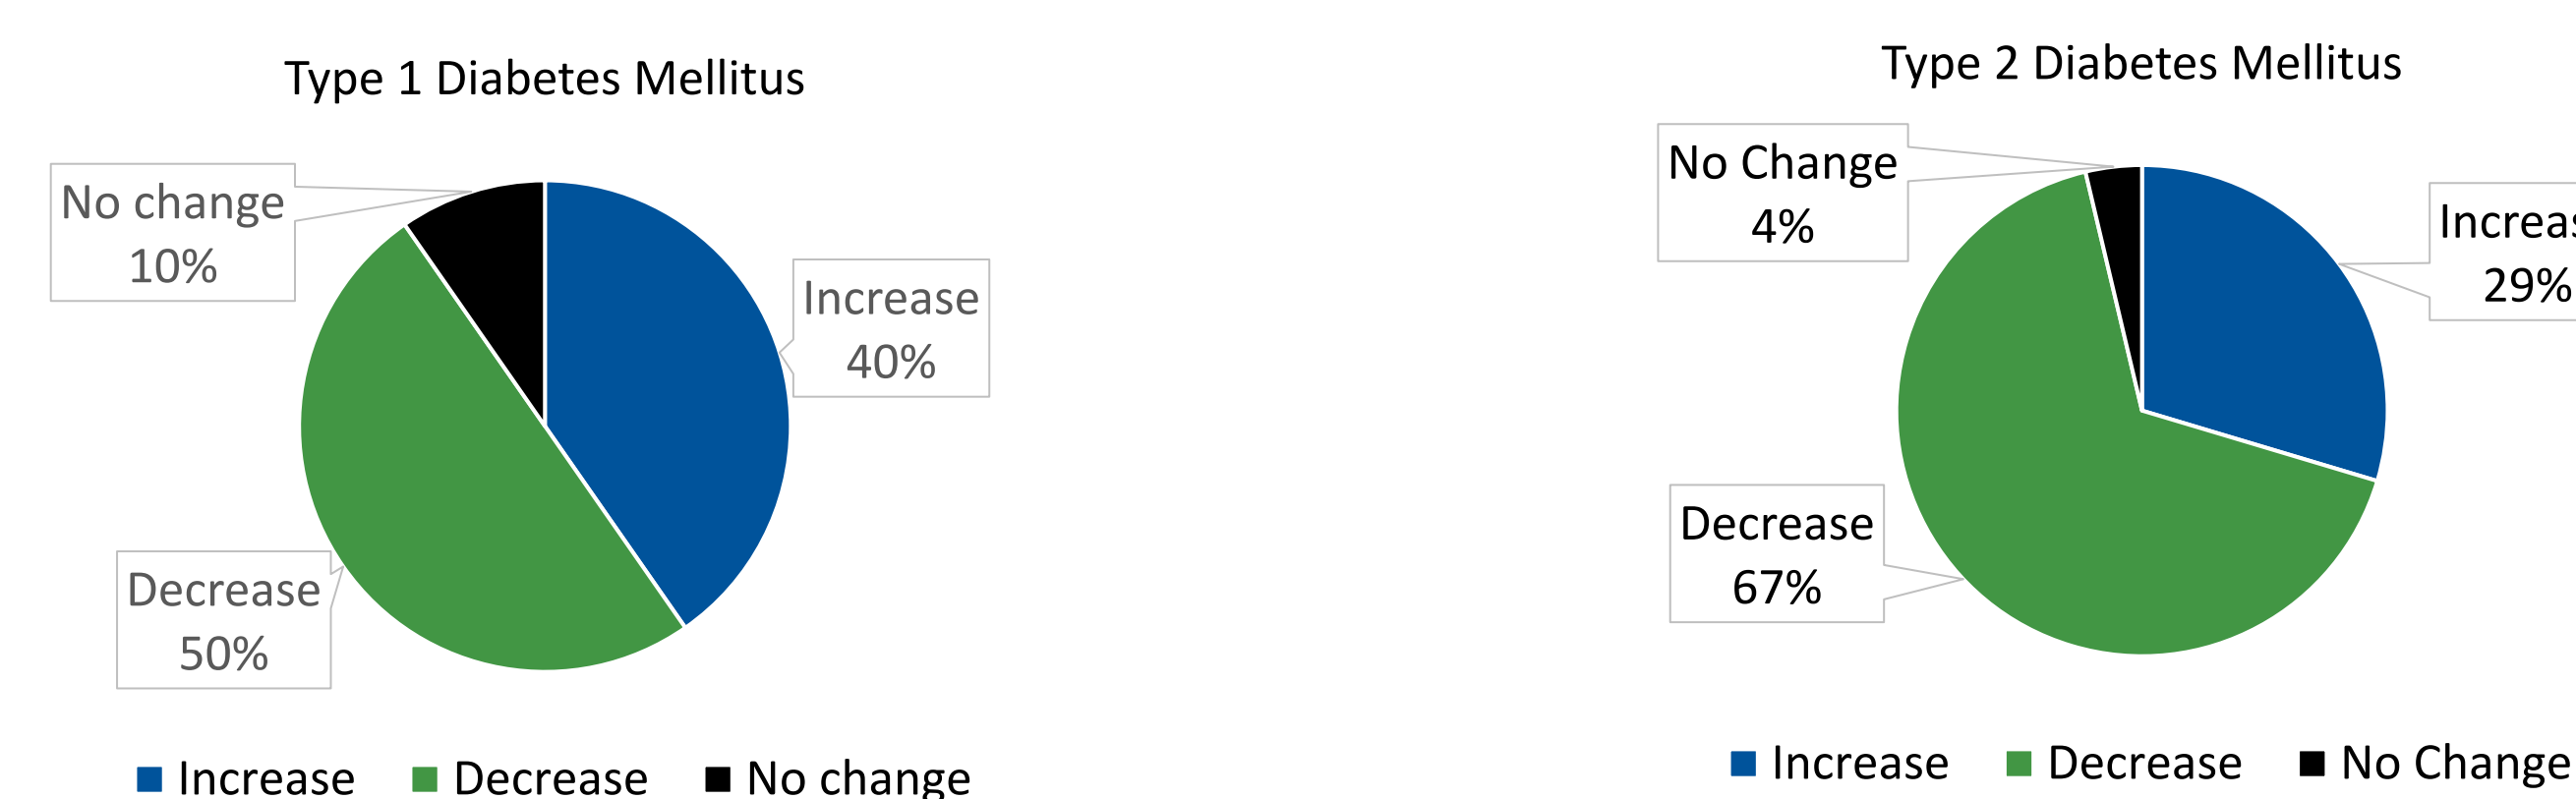 Type 1 Diabetes Mellitus
No change
10%
Increase
40%
Decrease
50%
Increase
Decrease
No change
Type 2 Diabetes Mellitus
No Change
4%
Increas
29%
Decrease
67%
Increase
Decrease
No Change